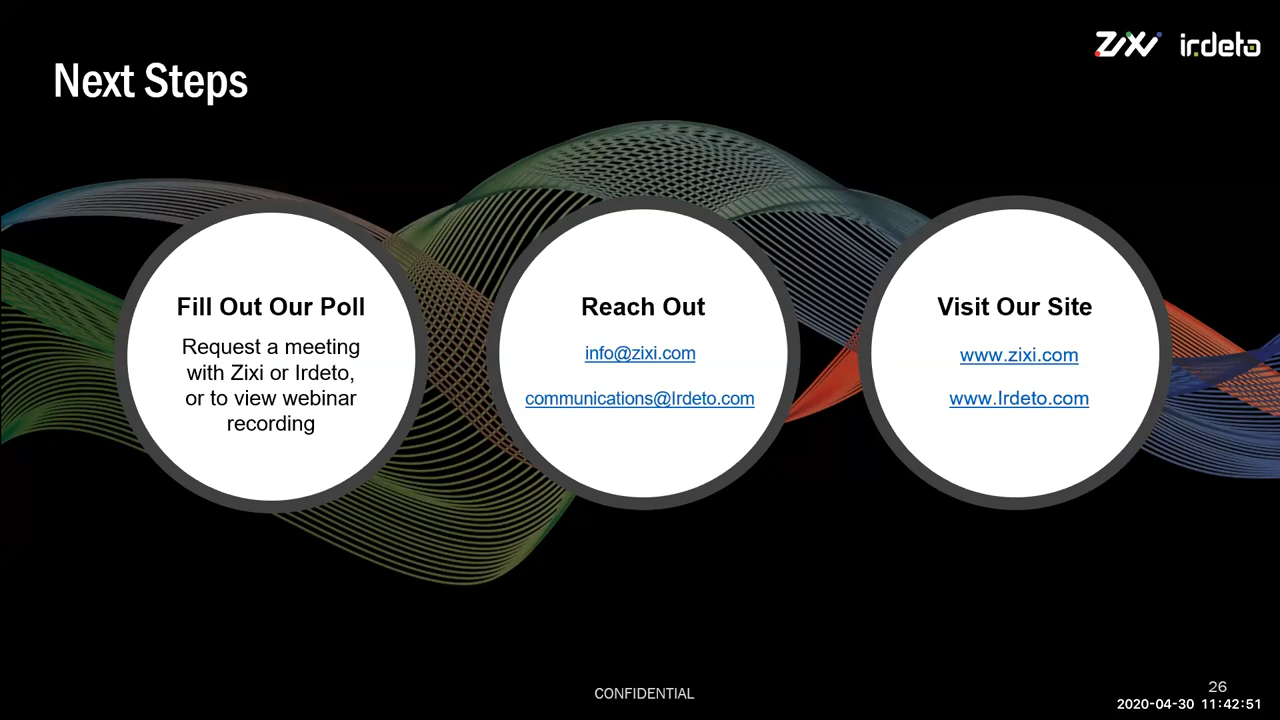 Zixi irdeto
Next Steps
Fill Out Our Poll
Request a meeting
with Zixi or Irdeto,
or to view webinar
recording
Reach Out
info@zixi.com
communications@Irdeto.com
Visit Our Site
www.zixi.com
www.Irdeto.com
CONFIDENTIAL
26
2020-04-30 11:42:51